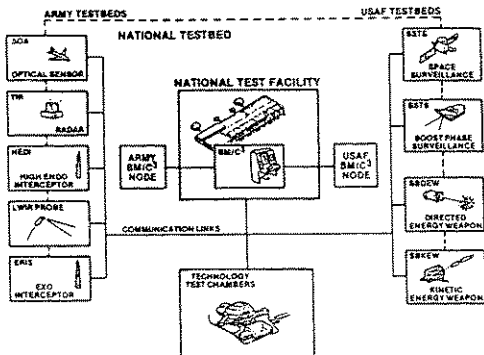 ARMY TESTBEDS
USAF TESTBEDS
NATIONAL TESTBED
AOA
OPTICAL SENSOR
TIR
RADAR
HEDI
HIGH ENDO
INTERCEPTOR
LWIR PROBE
ERIS
EXO
INTERCEPTOR
NATIONAL TEST FACILITY
BM/C³
ARMY
BM/C³
NODE
USAF
BM/C³
NODE
COMMUNICATION LINKS
TECHNOLOGY
TEST CHAMBERS
SSTS
SPACE
SURVEILLANCE
BOOST PHASE
SURVEILLANCE
SBDEW
DIRECTED
ENERGY WEAPON
SBKEW
KINETIC
ENERGY WEAPON